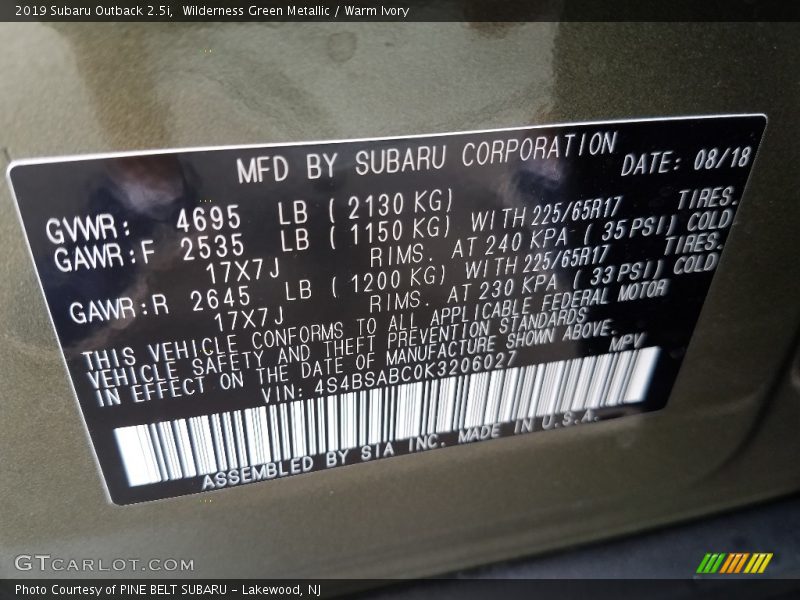 2019 Subaru Outback 2.5i,  Wilderness Green Metallic / Warm Ivory
MFD BY SUBARU CORPORATION DATE: 08/18
GVWR: 4695 LB ( 2130 KG)
GAWR:F 2535 LB ( 1150 KG) WITH 225/65R17 TIRES.
17X7J RIMS. AT 240 KPA ( 35 PSI) COLD
GAWR:R 2645 LB ( 1200 KG) WITH 225/65R17 TIRES.
17X7J RIMS. AT 230 KPA ( 33 PSI) COLD
THIS VEHICLE CONFORMS TO ALL APPLICABLE FEDERAL MOTOR
VEHICLE SAFETY AND THEFT PREVENTION STANDARDS
IN EFFECT ON THE DATE OF MANUFACTURE SHOWN ABOVE.
VIN: 4S4BSABC0K3206027 MPV
ASSEMBLED BY SIA INC. MADE IN U.S.A.
GTCARLOT.COM
Photo Courtesy of PINE BELT SUBARU - Lakewood, NJ